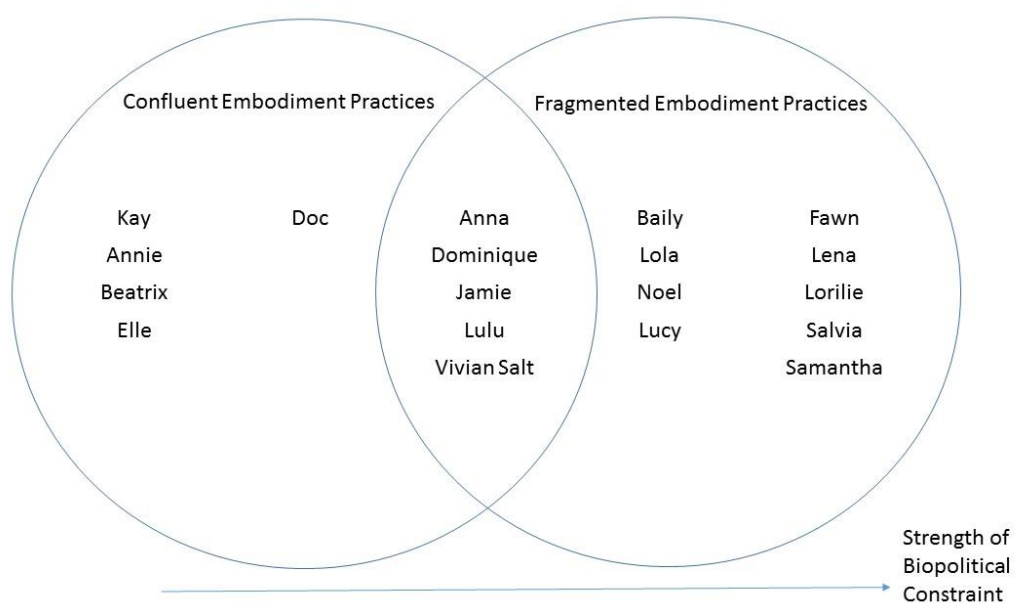 Confluent Embodiment Practices
Fragmented Embodiment Practices
Kay
Doc
Anna
Baily
Fawn
Annie
Dominique
Lola
Lena
Beatrix
Jamie
Noel
Lorilie
Elle
Lulu
Lucy
Salvia
Vivian Salt
Samantha
Strength of
Biopolitical
Constraint